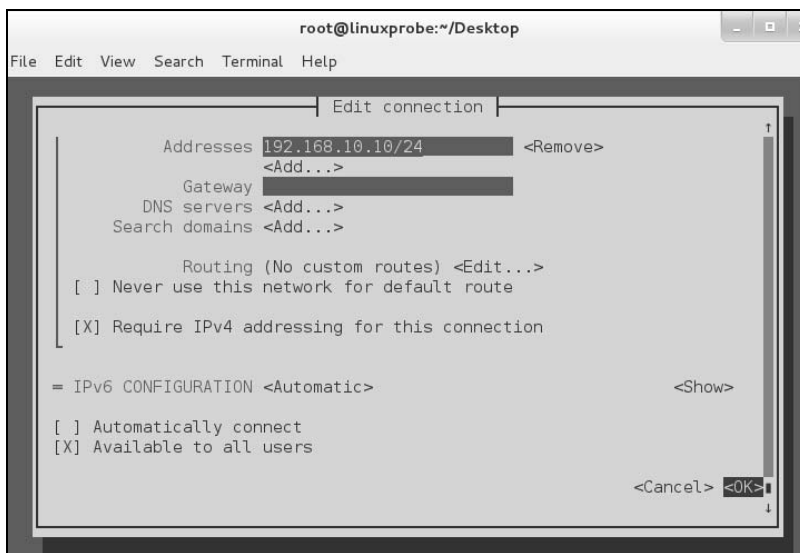 root@linuxprobe:~/Desktop
File Edit View Search Terminal Help
Edit connection
Addresses 192.168.10.10/24 <Remove>
<Add...>
Gateway
DNS servers <Add...>
Search domains <Add...>
Routing (No custom routes) <Edit...>
[ ] Never use this network for default route
[X] Require IPv4 addressing for this connection
= IPv6 CONFIGURATION <Automatic> <Show>
[ ] Automatically connect
[X] Available to all users
<Cancel> <OK>